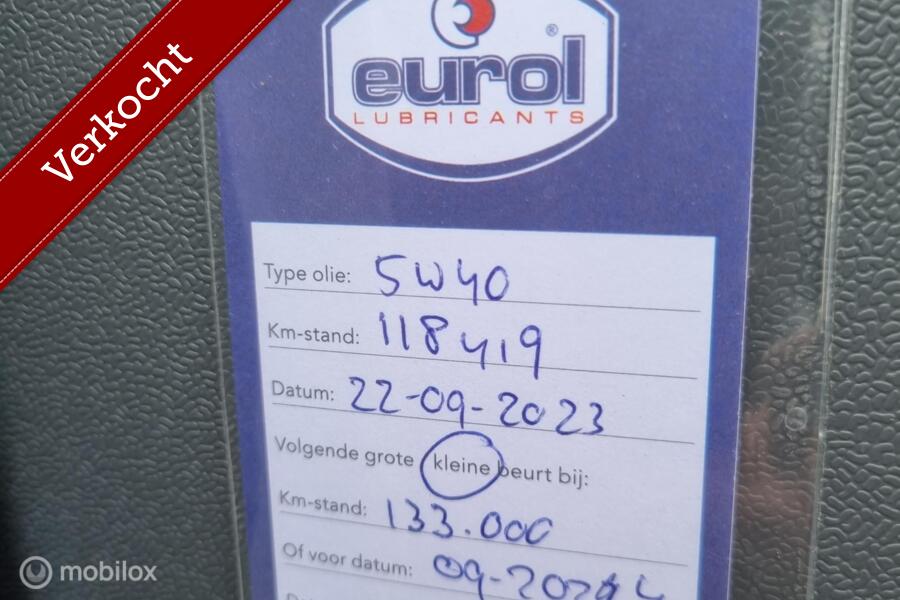 Verkocht
eurol
®
LUBRICANTS
Type olie: 5W40
Km-stand: 118419
Datum: 22-09-2023
Volgende grote kleine beurt bij:
Km-stand: 133.000
Of voor datum: 09-2024
mobilox